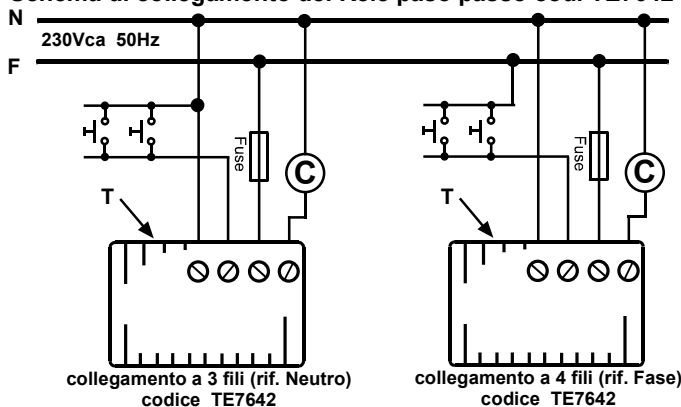 Schema di collegamento del Relè paso passo cod. TE7642
N
230Vca 50Hz
F
Fuse
C
T
Fuse
C
T
collegamento a 3 fili (rif. Neutro)
codice TE7642
collegamento a 4 fili (rif. Fase)
codice TE7642